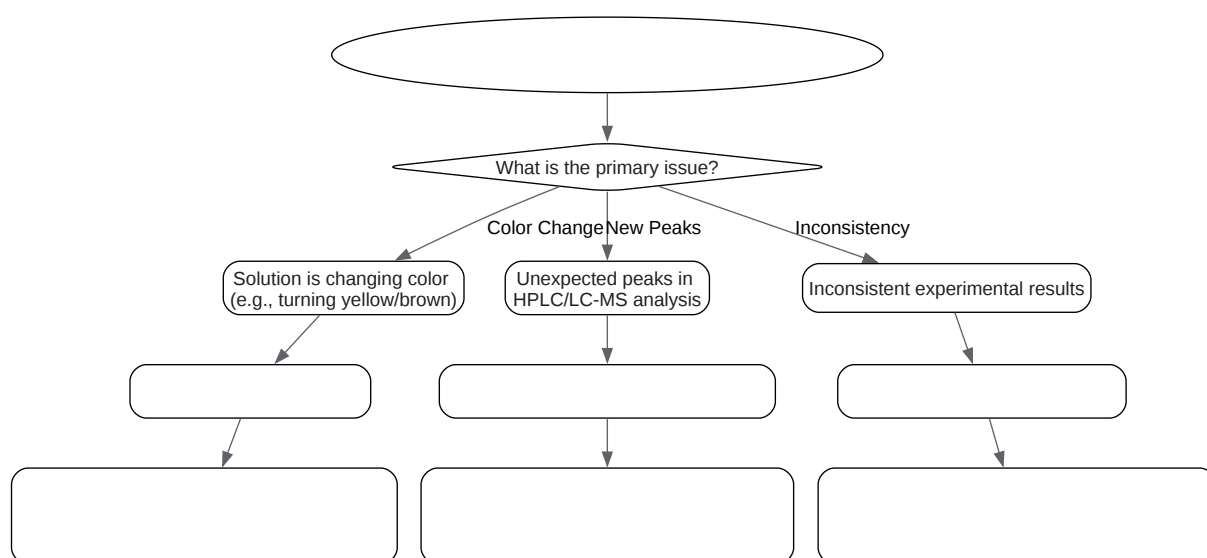 What is the primary issue?
Color Change
New Peaks
Inconsistency
Solution is changing color
(e.g., turning yellow/brown)
Unexpected peaks in
HPLC/LC-MS analysis
Inconsistent experimental results